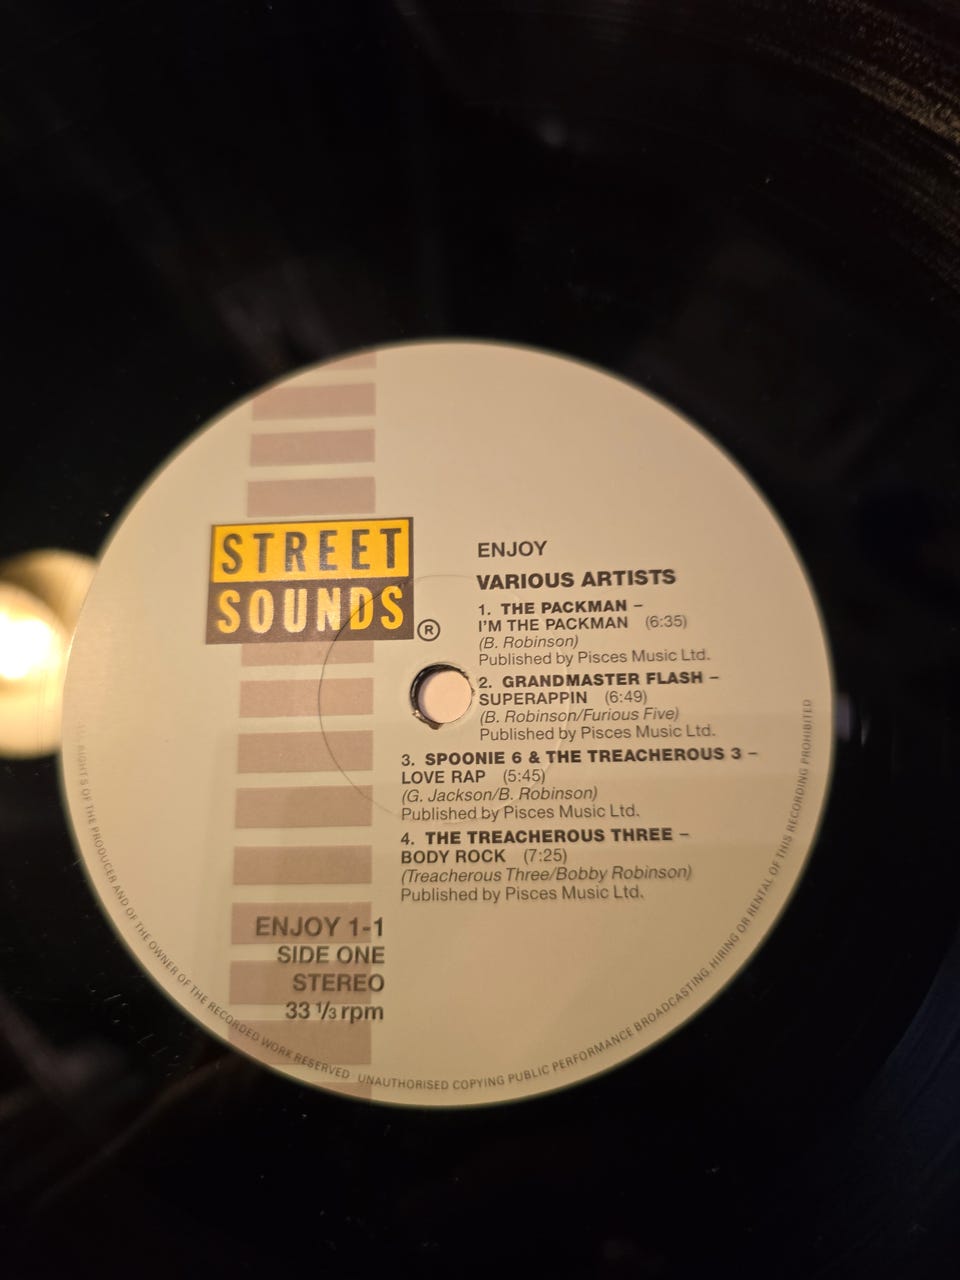 STREET
SOUNDS
®
ENJOY
VARIOUS ARTISTS
1. THE PACKMAN –
I'M THE PACKMAN (6:35)
(B. Robinson)
Published by Pisces Music Ltd.
2. GRANDMASTER FLASH –
SUPERAPPIN (6:49)
(B. Robinson/Furious Five)
Published by Pisces Music Ltd.
3. SPOONIE 6 & THE TREACHEROUS 3 –
LOVE RAP (5:45)
(G. Jackson/B. Robinson)
Published by Pisces Music Ltd.
4. THE TREACHEROUS THREE –
BODY ROCK (7:25)
(Treacherous Three/Bobby Robinson)
Published by Pisces Music Ltd.
ENJOY 1-1
SIDE ONE
STEREO
33 1/3 rpm
ALL RIGHTS OF THE PRODUCER AND OF THE OWNER OF THE RECORDED WORK RESERVED UNAUTHORISED COPYING PUBLIC PERFORMANCE BROADCASTING HIRING OR RENTAL OF THIS RECORDING PROHIBITED